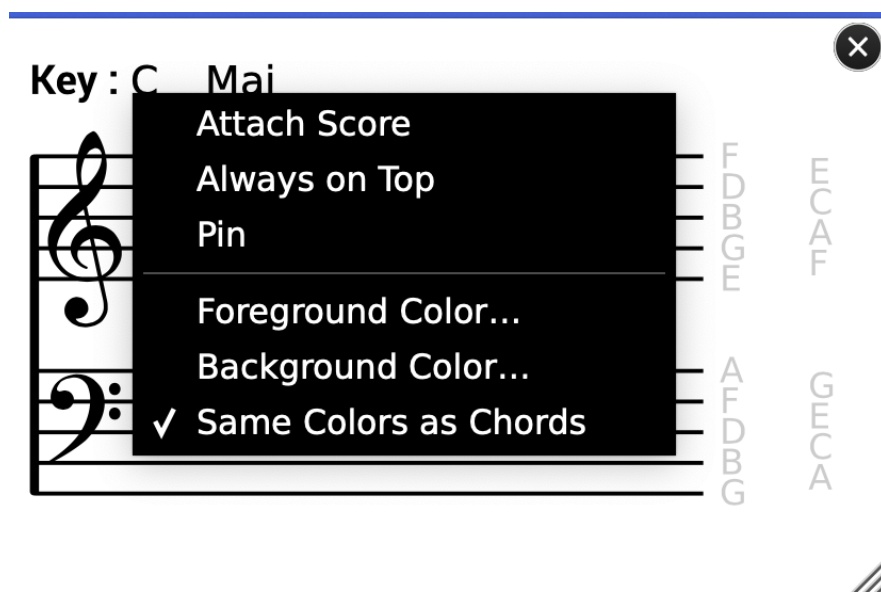 Key : C Maj
Attach Score
Always on Top
Pin
Foreground Color...
Background Color...
Same Colors as Chords
F
D
B
G
E
E
C
A
F
A
F
D
B
G
G
E
C
A